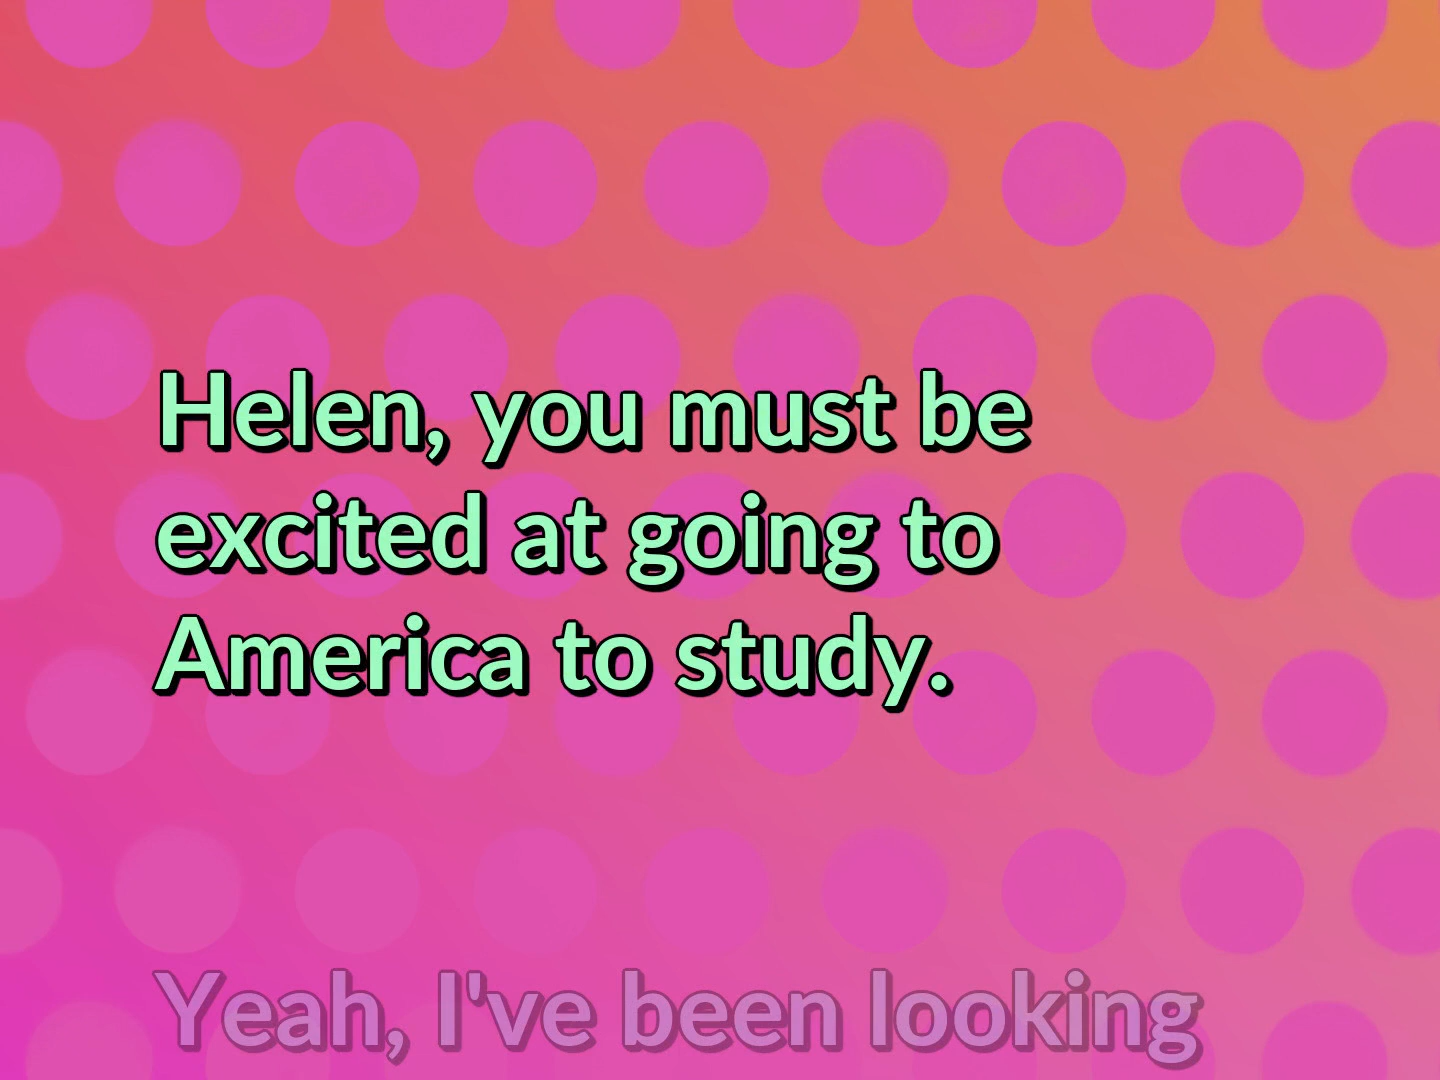 Helen, you must be
excited at going to
America to study.
Yeah, I've been looking